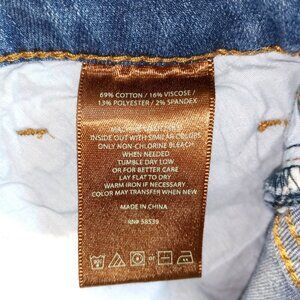 69% COTTON / 16% VISCOSE /
13% POLYESTER / 2% SPANDEX
MACHINE WASH COLD
INSIDE OUT WITH SIMILAR COLORS
ONLY NON-CHLORINE BLEACH
WHEN NEEDED
TUMBLE DRY LOW
OR FOR BETTER CARE
LAY FLAT TO DRY
WARM IRON IF NECESSARY
COLOR MAY TRANSFER WHEN NEW
MADE IN CHINA
RN# 58539
or